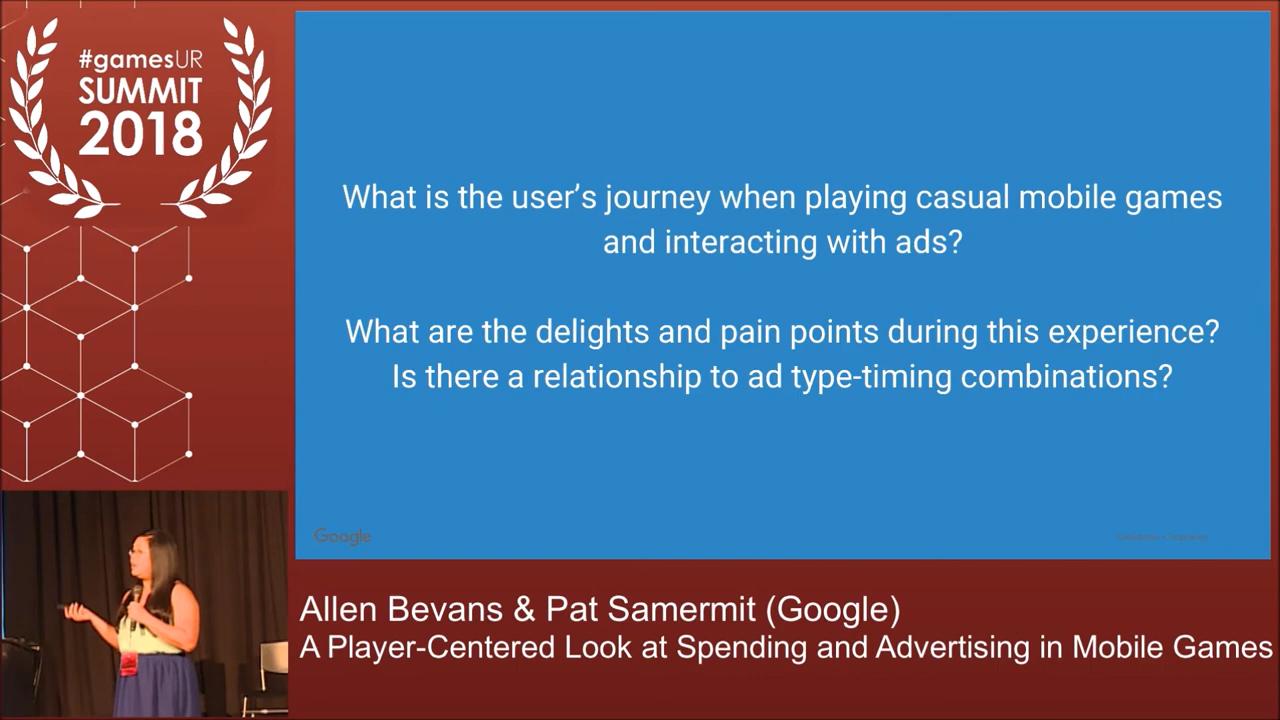 #gamesUR
SUMMIT
2018
What is the user's journey when playing casual mobile games
and interacting with ads?
What are the delights and pain points during this experience?
Is there a relationship to ad type-timing combinations?
Google
Allen Bevans & Pat Samermit (Google)
A Player-Centered Look at Spending and Advertising in Mobile Games